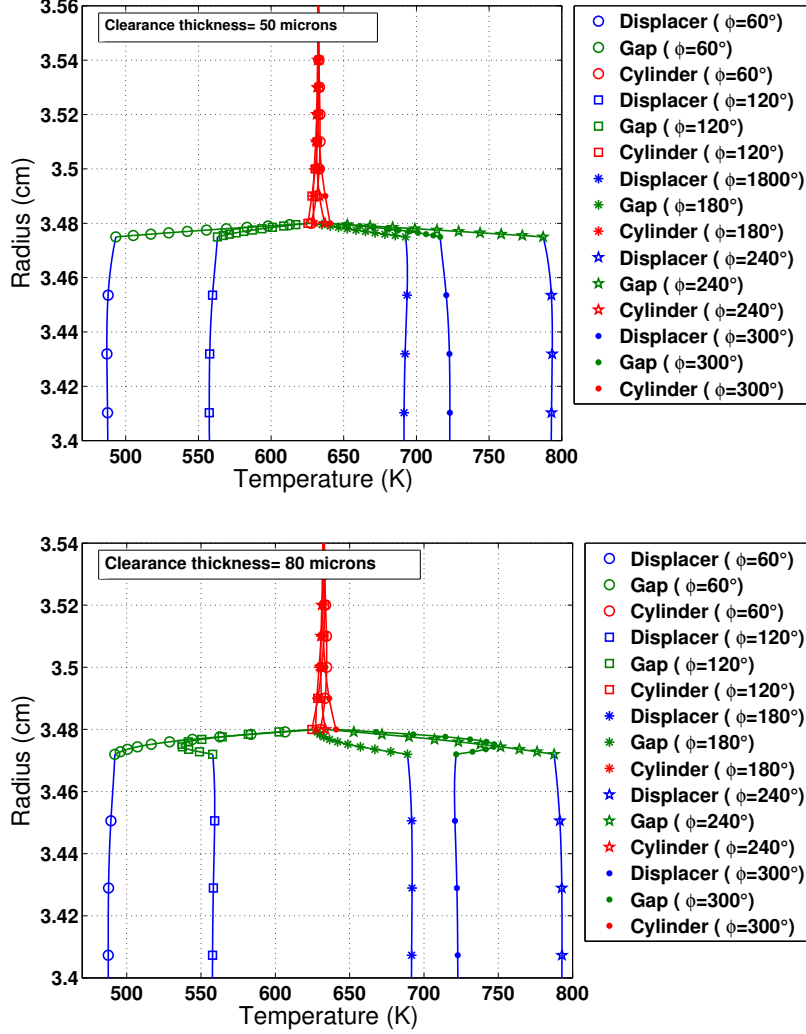 Clearance thickness= 50 microns
3.56
3.54
3.52
3.5
3.48
3.46
3.44
3.42
3.4
Radius (cm)
500 550 600 650 700 750 800
Temperature (K)
Displacer ( ϕ=60°)
Gap ( ϕ=60°)
Cylinder ( ϕ=60°)
Displacer ( ϕ=120°)
Gap ( ϕ=120°)
Cylinder ( ϕ=120°)
Displacer ( ϕ=1800°)
Gap ( ϕ=180°)
Cylinder ( ϕ=180°)
Displacer ( ϕ=240°)
Gap ( ϕ=240°)
Cylinder ( ϕ=240°)
Displacer ( ϕ=300°)
Gap ( ϕ=300°)
Cylinder ( ϕ=300°)
Clearance thickness= 80 microns
3.54
3.52
3.5
3.48
3.46
3.44
3.42
3.4
Radius (cm)
500 550 600 650 700 750 800
Temperature (K)
Displacer ( ϕ=60°)
Gap ( ϕ=60°)
Cylinder ( ϕ=60°)
Displacer ( ϕ=120°)
Gap ( ϕ=120°)
Cylinder ( ϕ=120°)
Displacer ( ϕ=180°)
Gap ( ϕ=180°)
Cylinder ( ϕ=180°)
Displacer ( ϕ=240°)
Gap ( ϕ=240°)
Cylinder ( ϕ=240°)
Displacer ( ϕ=300°)
Gap ( ϕ=300°)
Cylinder ( ϕ=300°)